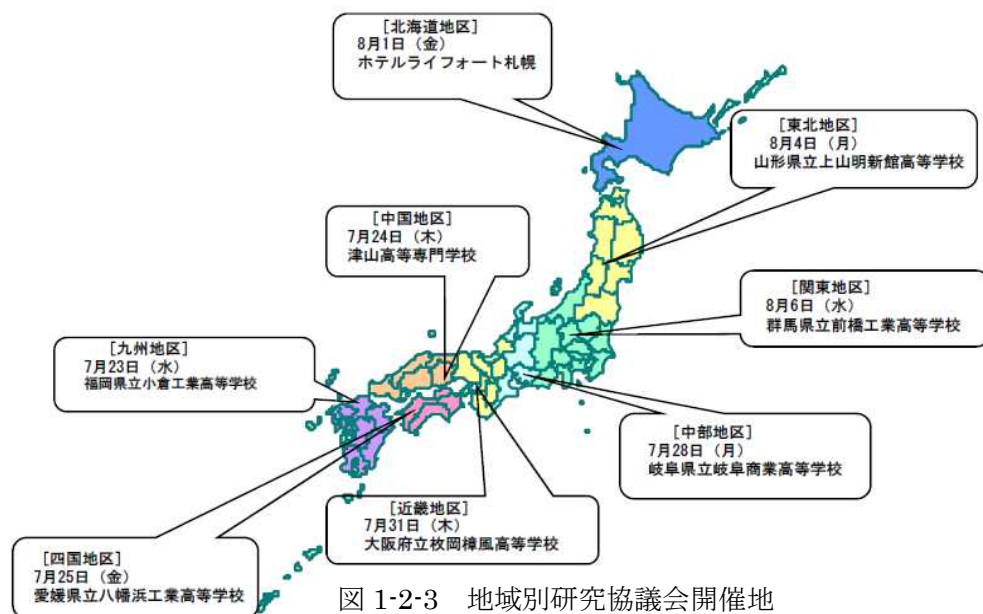 [北海道地区]
8月1日（金）
ホテルライフォート札幌
[東北地区]
8月4日（月）
山形県立上山明新館高等学校
[中国地区]
7月24日（木）
津山高等専門学校
[関東地区]
8月6日（水）
群馬県立前橋工業高等学校
[九州地区]
7月23日（水）
福岡県立小倉工業高等学校
[中部地区]
7月28日（月）
岐阜県立岐阜商業高等学校
[近畿地区]
7月31日（木）
大阪府立枚岡樟風高等学校
[四国地区]
7月25日（金）
愛媛県立八幡浜工業高等学校
図 1-2-3　地域別研究協議会開催地